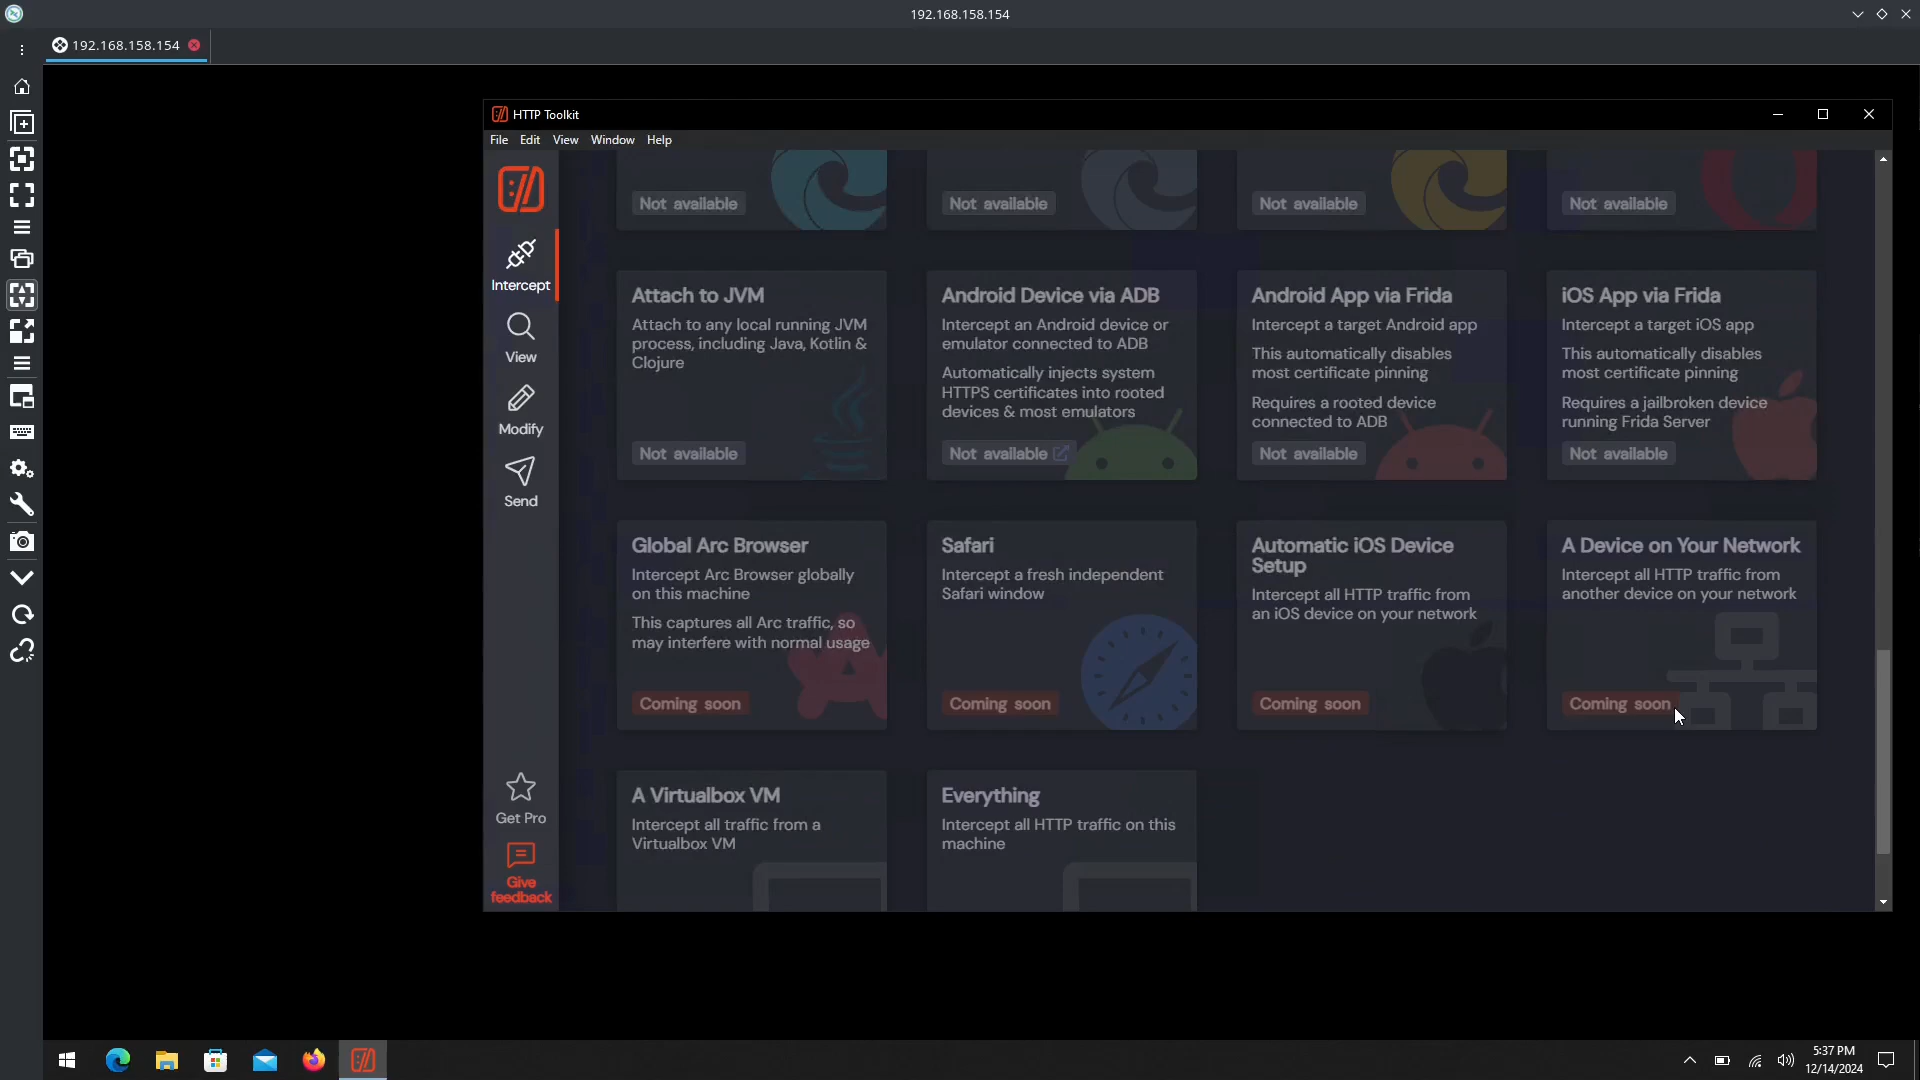 192.168.158.154
192.168.158.154
HTTP Toolkit
File Edit View Window Help
Not available
Not available
Not available
Not available
Intercept
View
Modify
Send
Get Pro
Give
feedback
Attach to JVM
Attach to any local running JVM
process, including Java, Kotlin &
Clojure
Not available
Android Device via ADB
Intercept an Android device or
emulator connected to ADB
Automatically injects system
HTTPS certificates into rooted
devices & most emulators
Not available
Android App via Frida
Intercept a target Android app
This automatically disables
most certificate pinning
Requires a rooted device
connected to ADB
Not available
iOS App via Frida
Intercept a target iOS app
This automatically disables
most certificate pinning
Requires a jailbroken device
running Frida Server
Not available
Global Arc Browser
Intercept Arc Browser globally
on this machine
This captures all Arc traffic, so
may interfere with normal usage
Coming soon
Safari
Intercept a fresh independent
Safari window
Coming soon
Automatic iOS Device
Setup
Intercept all HTTP traffic from
an iOS device on your network
Coming soon
A Device on Your Network
Intercept all HTTP traffic from
another device on your network
Coming soon
A Virtualbox VM
Intercept all traffic from a
Virtualbox VM
Everything
Intercept all HTTP traffic on this
machine
5:37 PM
12/14/2024